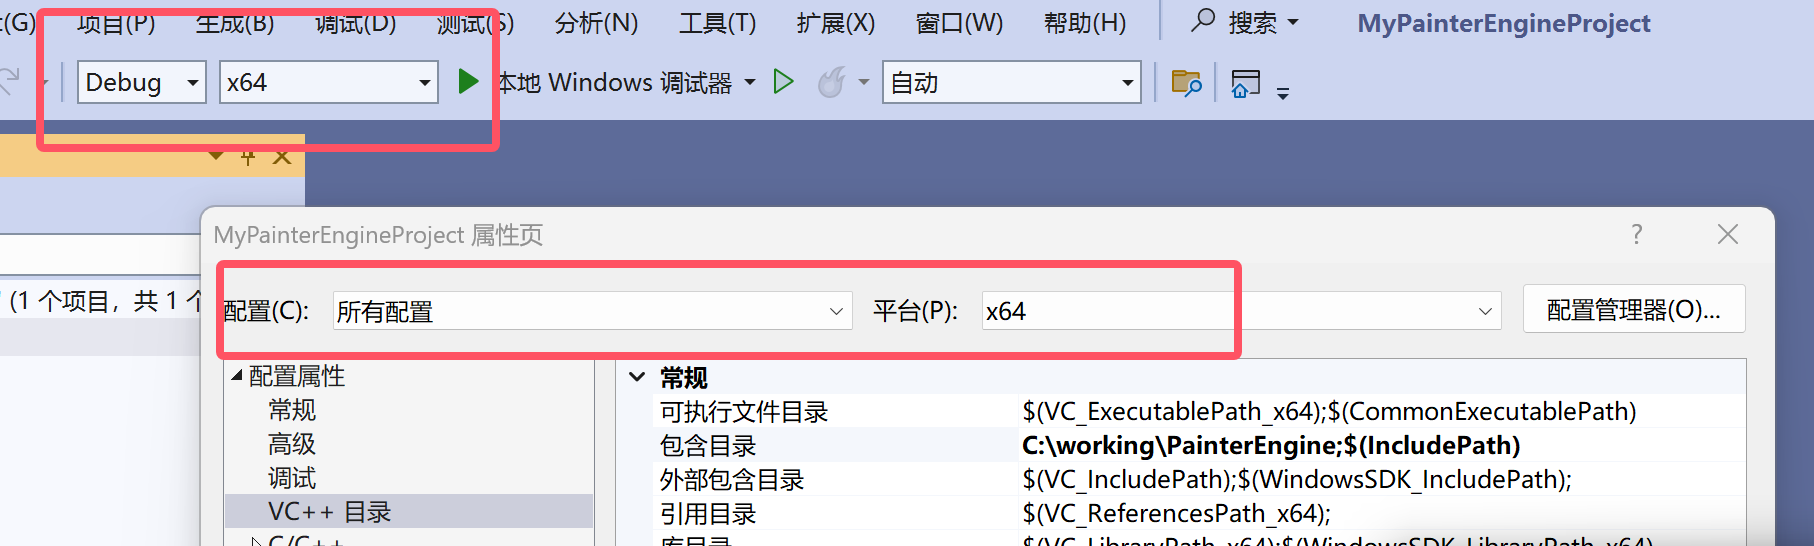 (G) 项目(P) 生成(B) 调试(D) 测试(S) 分析(N) 工具(T) 扩展(X) 窗口(W) 帮助(H) 搜索 MyPainterEngineProject
Debug x64 本地 Windows 调试器 自动
MyPainterEngineProject 属性页 ?
(1 个项目，共 1 个
配置(C): 所有配置 平台(P): x64 配置管理器(O)...
配置属性
常规
高级
调试
VC++ 目录
C/C++
常规
可执行文件目录 $(VC_ExecutablePath_x64);$(CommonExecutablePath)
包含目录 C:\working\PainterEngine;$(IncludePath)
外部包含目录 $(VC_IncludePath);$(WindowsSDK_IncludePath);
引用目录 $(VC_ReferencesPath_x64);
库目录 $(VC_LibraryPath_x64);$(WindowsSDK_LibraryPath_x64)